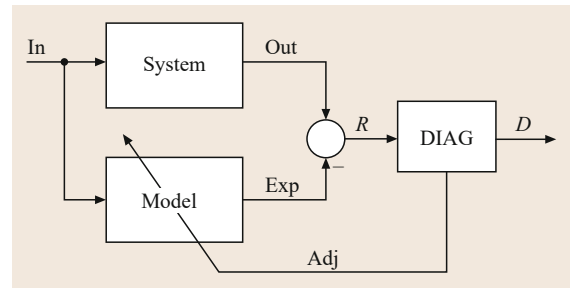 In
System
Out
R
DIAG
D
−
Model
Exp
Adj